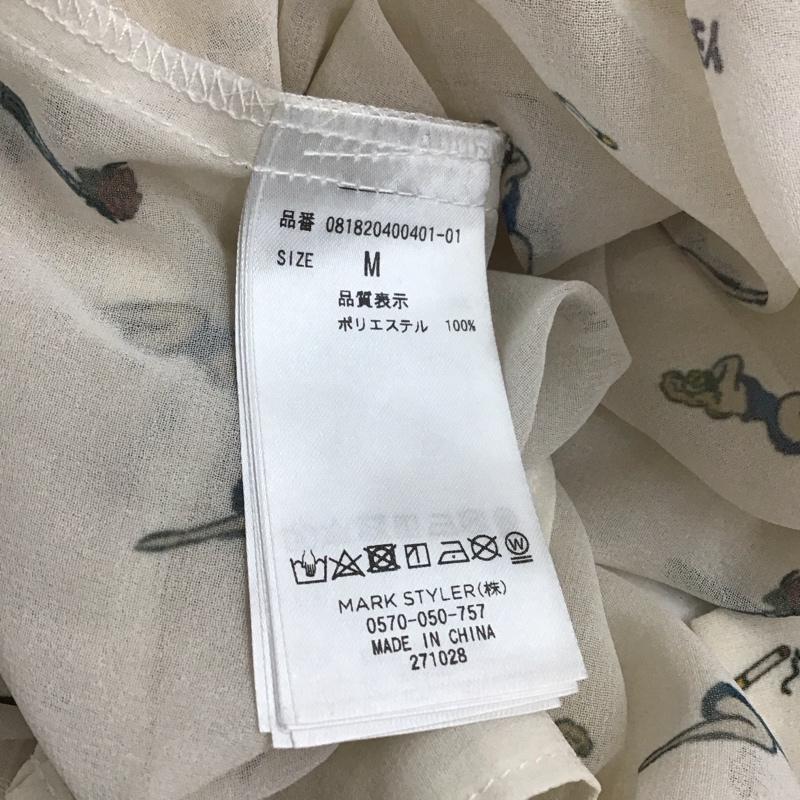 品番 081820400401-01
SIZE M
品質表示
ポリエステル 100%
MARK STYLER(株)
0570-050-757
MADE IN CHINA
271028